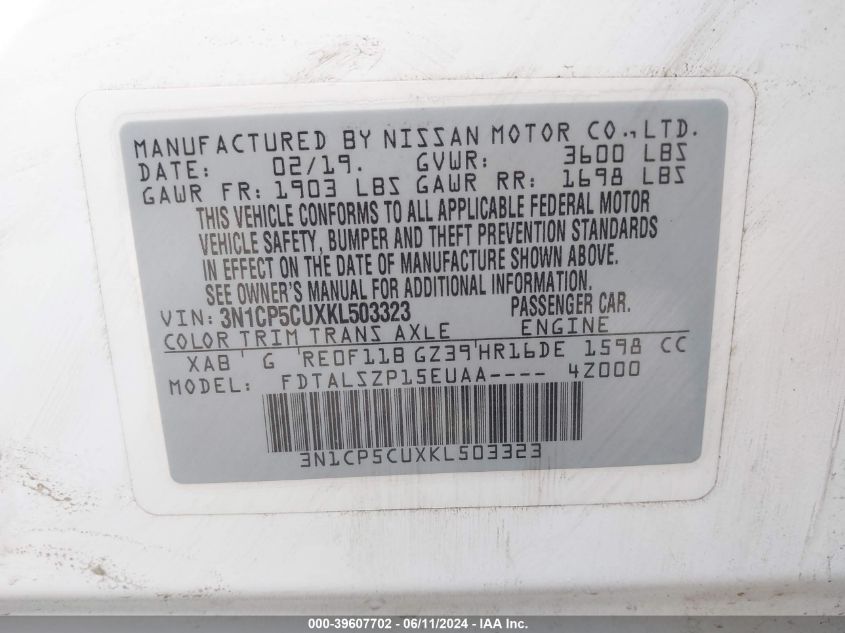 MANUFACTURED BY NISSAN MOTOR CO.,LTD.
DATE: 02/19. GVWR: 3600 LBS
GAWR FR: 1903 LBS GAWR RR: 1698 LBS
THIS VEHICLE CONFORMS TO ALL APPLICABLE FEDERAL MOTOR
VEHICLE SAFETY, BUMPER AND THEFT PREVENTION STANDARDS
IN EFFECT ON THE DATE OF MANUFACTURE SHOWN ABOVE.
SEE OWNER'S MANUAL FOR ADDITIONAL INFORMATION.
VIN: 3N1CP5CUXKL503323 PASSENGER CAR.
COLOR TRIM TRANS AXLE ENGINE
XAB G RE0F11B GZ39 HR16DE 1598 CC
MODEL: FDTALSZP15EUAA---- 4Z000
3N1CP5CUXKL503323
000-39607702 - 06/11/2024 - IAA Inc.